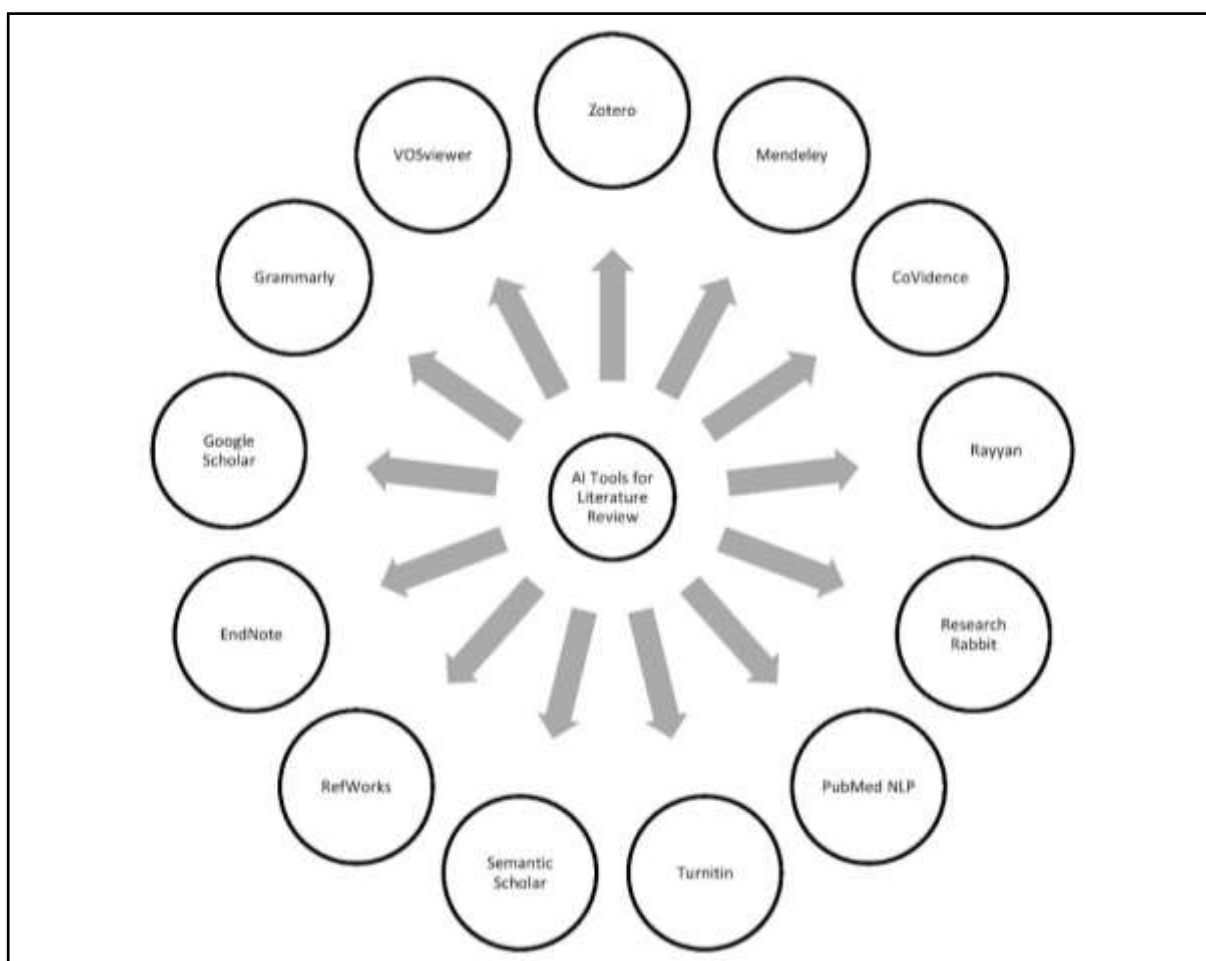 Zotero
VOSviewer
Mendeley
Grammarly
CoVidence
Google
Scholar
Rayyan
AI Tools for
Literature
Review
EndNote
Research
Rabbit
RefWorks
PubMed NLP
Semantic
Scholar
Turnitin